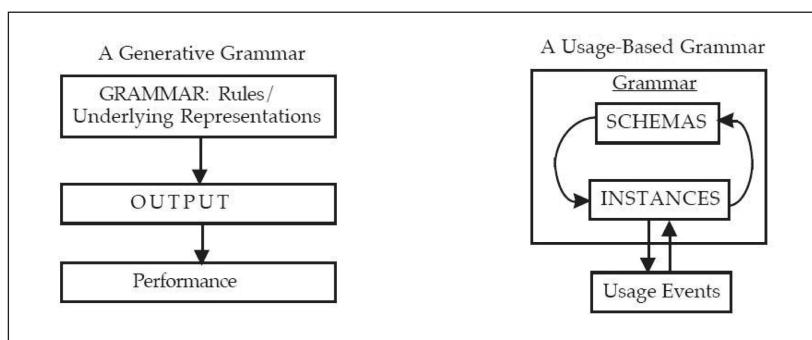 A Generative Grammar
GRAMMAR: Rules/
Underlying Representations
OUTPUT
Performance
A Usage-Based Grammar
Grammar
SCHEMAS
INSTANCES
Usage Events